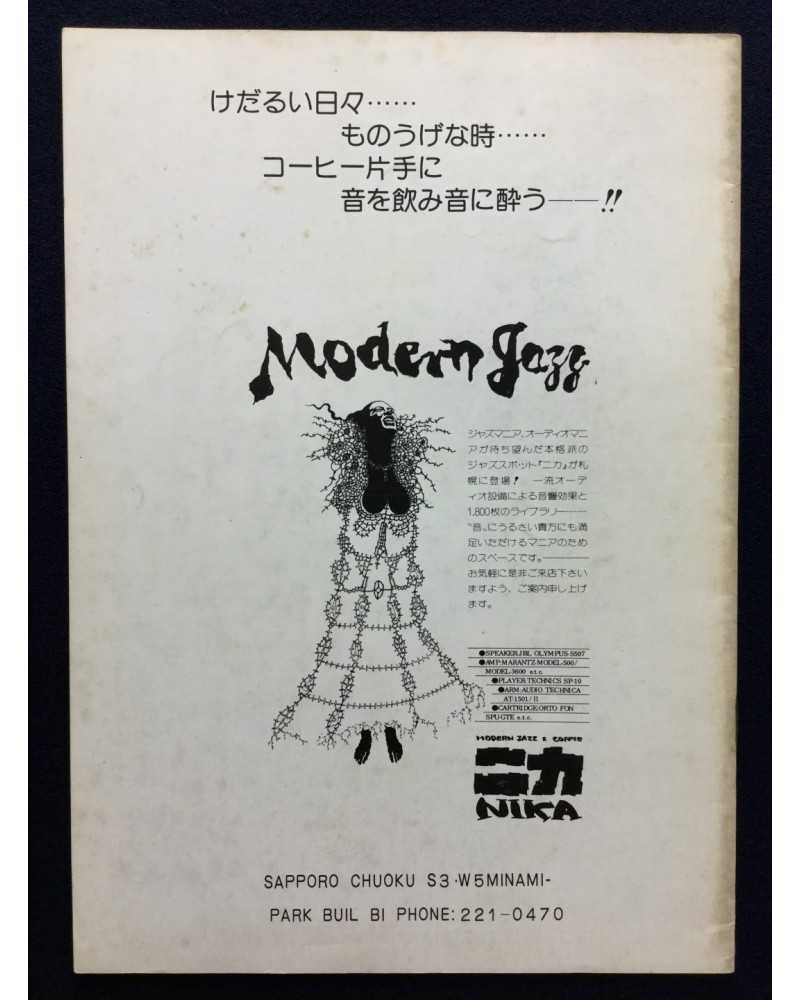 けだるい日々……
ものうげな時……
コーヒー片手に
音を飲み音に酔う——!!
Modern Jazz
ジャズマニア、オーディオマニ
アが待ち望んだ本格派の
ジャズスポット『ニカ』が札
幌に登場! 一流オーデ
ィオ設備による音響効果と
1,800枚のライブラリー——
“音„にうるさい貴方にも満
足いただけるマニアのため
のスペースです。————
お気軽に是非ご来店下さい
ますよう、ご案内申し上げ
ます。
●SPEAKER:JBL OLYMPUS-S507
●AMP:MARANTZ-MODEL-500/
MODEL-3600 e.t.c.
●PLAYER:TECHNICS SP-10
●ARM:AUDIO TECHNICA
AT-1501/II
●CARTRIDGE:ORTO FON
SPU-GTE e.t.c.
MODERN JAZZ & COFFEE
ニカ
NIKA
SAPPORO CHUOKU S3·W5MINAMI-
PARK BUIL BI PHONE:221-0470